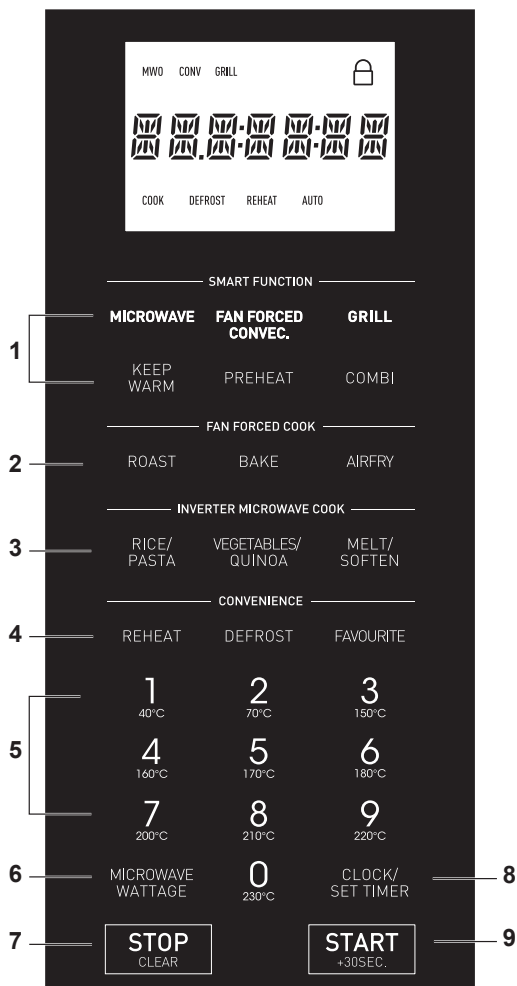 MWO CONV GRILL
88.8:88:88
COOK DEFROST REHEAT AUTO
SMART FUNCTION
MICROWAVE FAN FORCED GRILL
CONVEC.
1
KEEP PREHEAT COMBI
WARM
FAN FORCED COOK
2 ROAST BAKE AIRFRY
INVERTER MICROWAVE COOK
3 RICE/ VEGETABLES/ MELT/
PASTA QUINOA SOFTEN
CONVENIENCE
4 REHEAT DEFROST FAVOURITE
1 2 3
40°C 70°C 150°C
5 4 5 6
160°C 170°C 180°C
7 8 9
200°C 210°C 220°C
6 MICROWAVE 0 CLOCK/ 8
WATTAGE 230°C SET TIMER
7 STOP START 9
CLEAR +30SEC.